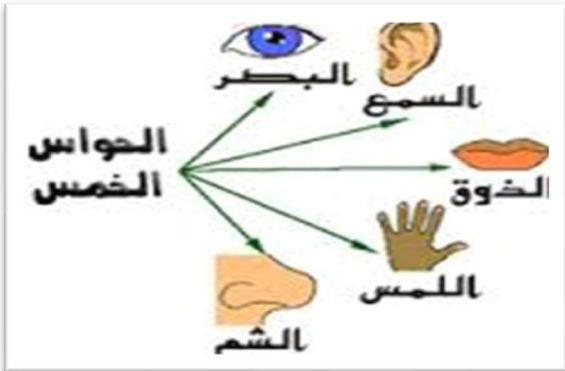 الحواس
الخمس
البصر
السمع
الذوق
اللمس
الشم